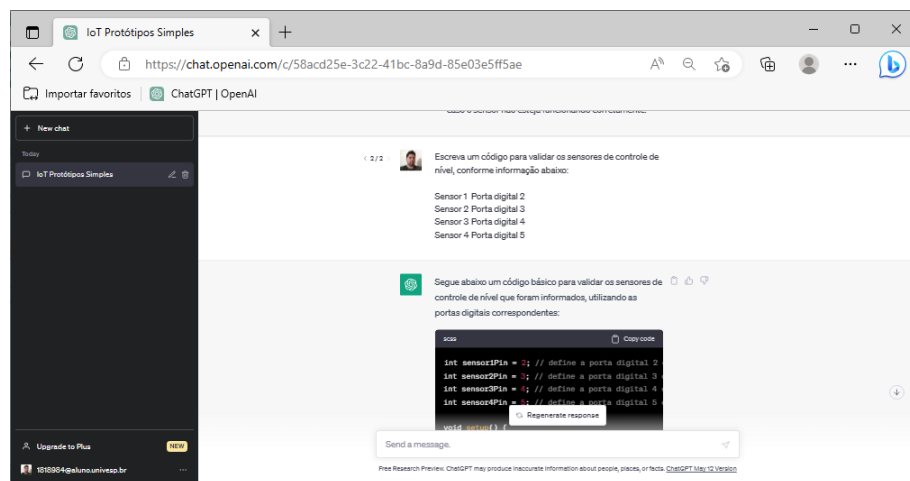 IoT Protótipos Simples
https://chat.openai.com/c/58acd25e-3c22-41bc-8a9d-85e03e5ff5ae
Importar favoritos
ChatGPT | OpenAI
+ New chat
Today
IoT Protótipos Simples
Caso o sensor não esteja funcionando corretamente.
< 2/2 >
Escreva um código para validar os sensores de controle de
nível, conforme informação abaixo:
Sensor 1 Porta digital 2
Sensor 2 Porta digital 3
Sensor 3 Porta digital 4
Sensor 4 Porta digital 5
Segue abaixo um código básico para validar os sensores de
controle de nível que foram informados, utilizando as
portas digitais correspondentes:
scss
Copy code
int sensor1Pin = 2; // define a porta digital 2
int sensor2Pin = 3; // define a porta digital 3
int sensor3Pin = 4; // define a porta digital 4
int sensor4Pin = 5; // define a porta digital 5
Regenerate response
void setup() {
Upgrade to Plus
NEW
Send a message.
1818984@aluno.univesp.br
Free Research Preview. ChatGPT may produce inaccurate information about people, places, or facts. ChatGPT May 12 Version